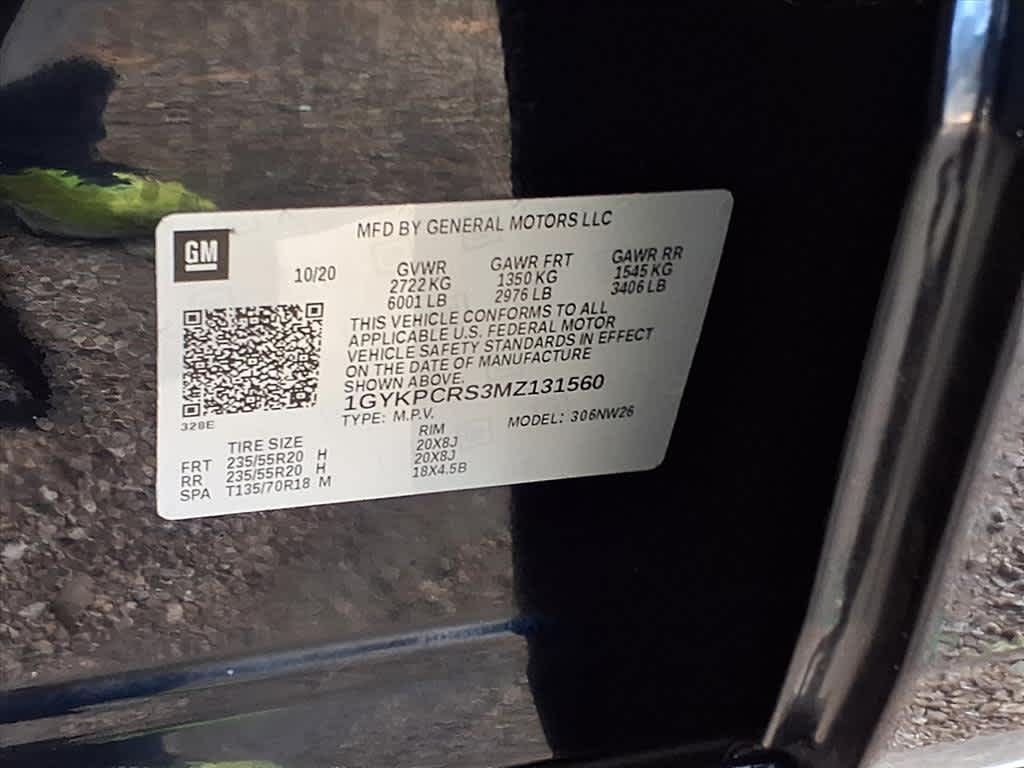 MFD BY GENERAL MOTORS LLC
GM
10/20
GVWR
2722 KG
6001 LB
GAWR FRT
1350 KG
2976 LB
GAWR RR
1545 KG
3406 LB
THIS VEHICLE CONFORMS TO ALL
APPLICABLE U.S. FEDERAL MOTOR
VEHICLE SAFETY STANDARDS IN EFFECT
ON THE DATE OF MANUFACTURE
SHOWN ABOVE.
1GYKPCRS3MZ131560
TYPE: M.P.V. MODEL: 306NW26
328E
TIRE SIZE RIM
FRT 235/55R20 H 20X8J
RR 235/55R20 H 20X8J
SPA T135/70R18 M 18X4.5B